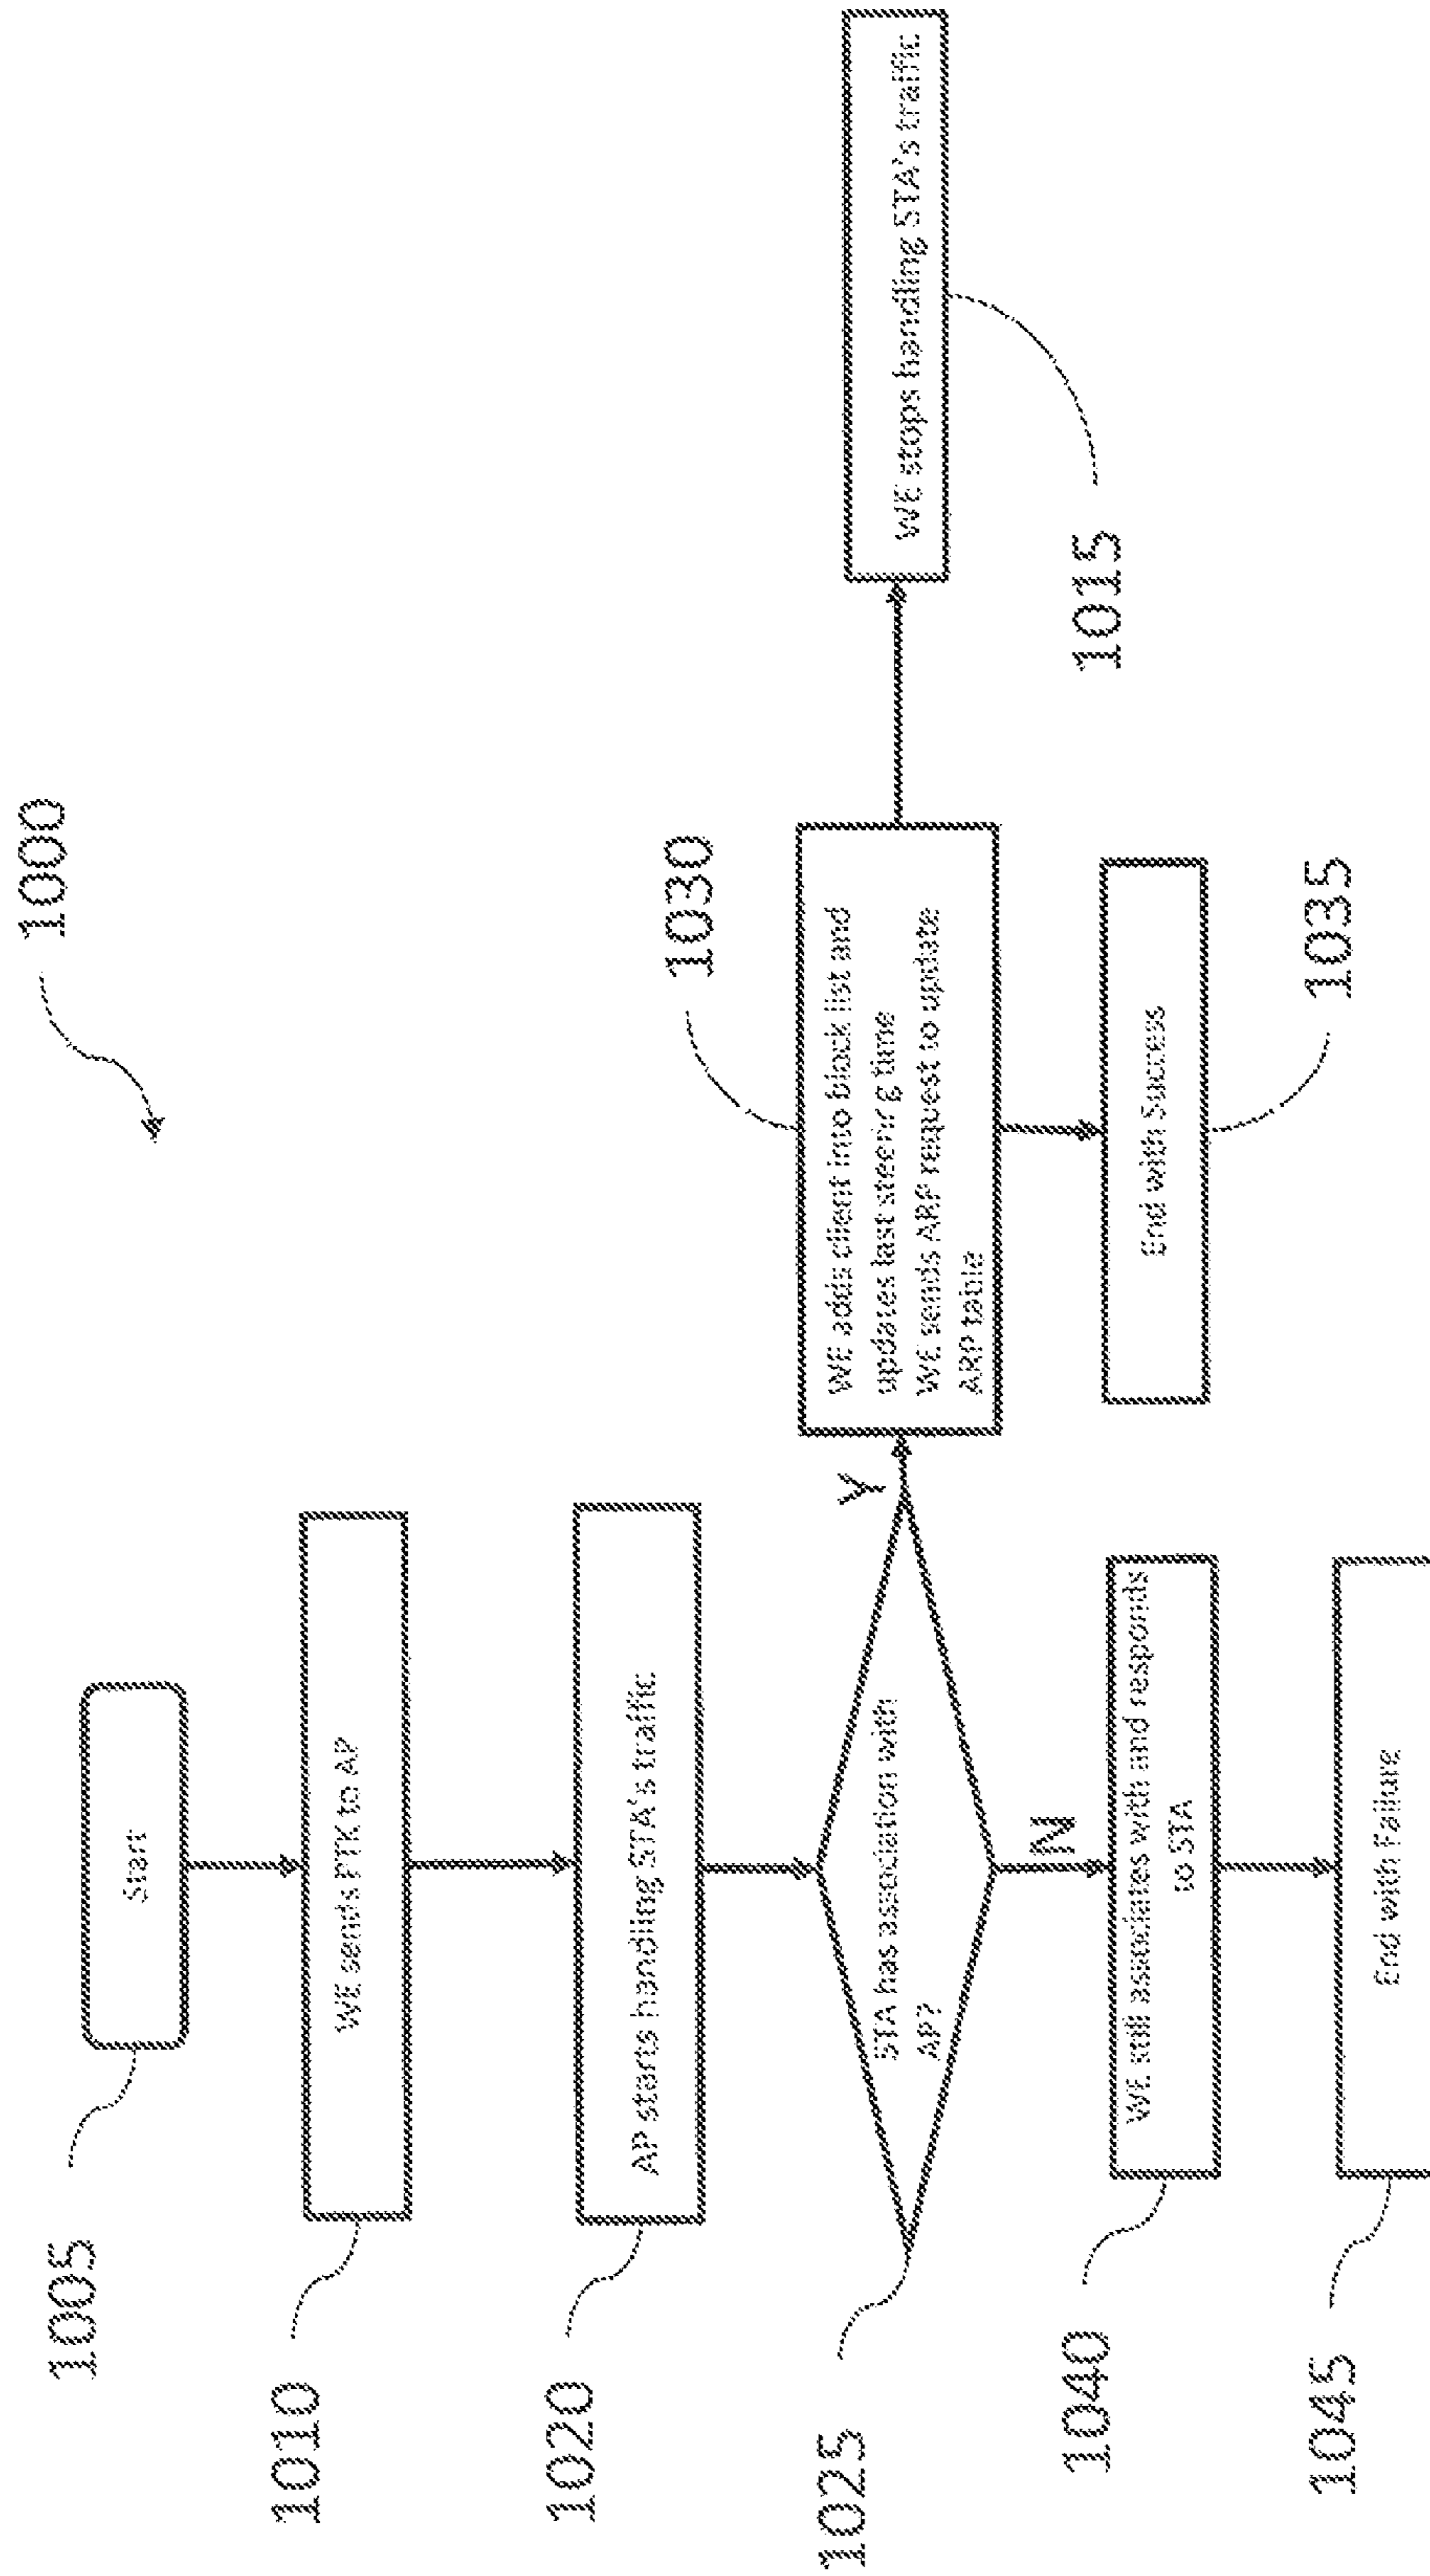 1000
1005
Start
1010
WE sends PTK to AP
1020
AP starts handling STA's traffic
1025
STA has association with
AP?
Y
N
1030
WE adds client into block list and
updates last steering time
WE sends ARP request to update
ARP table
WE stops handling STA's traffic
1015
End with Success
1035
1040
WE still associates with and responds
to STA
1045
End with Failure